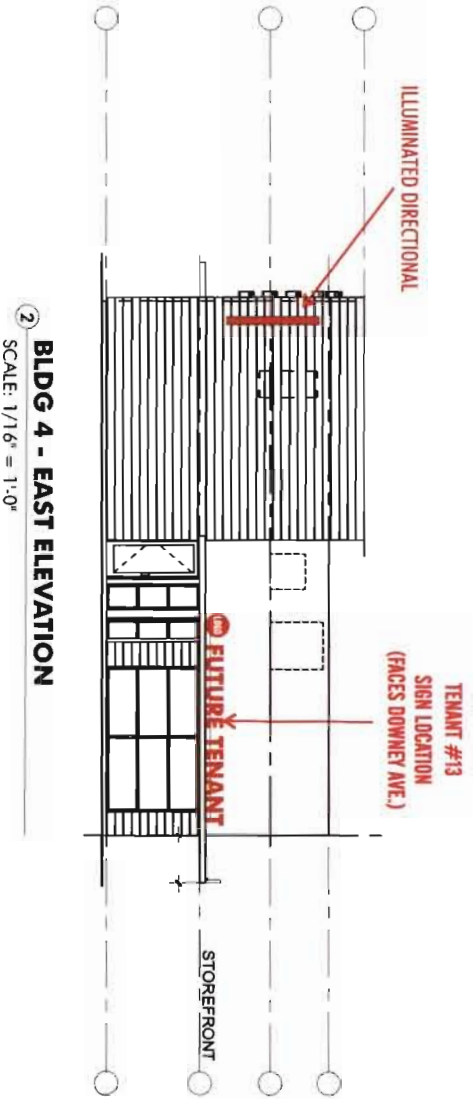 ILLUMINATED DIRECTIONAL
TENANT #13
SIGN LOCATION
(FACES DOWNEY AVE.)
LOGO
FUTURE TENANT
STOREFRONT
2
BLDG 4 - EAST ELEVATION
SCALE: 1/16" = 1'-0"